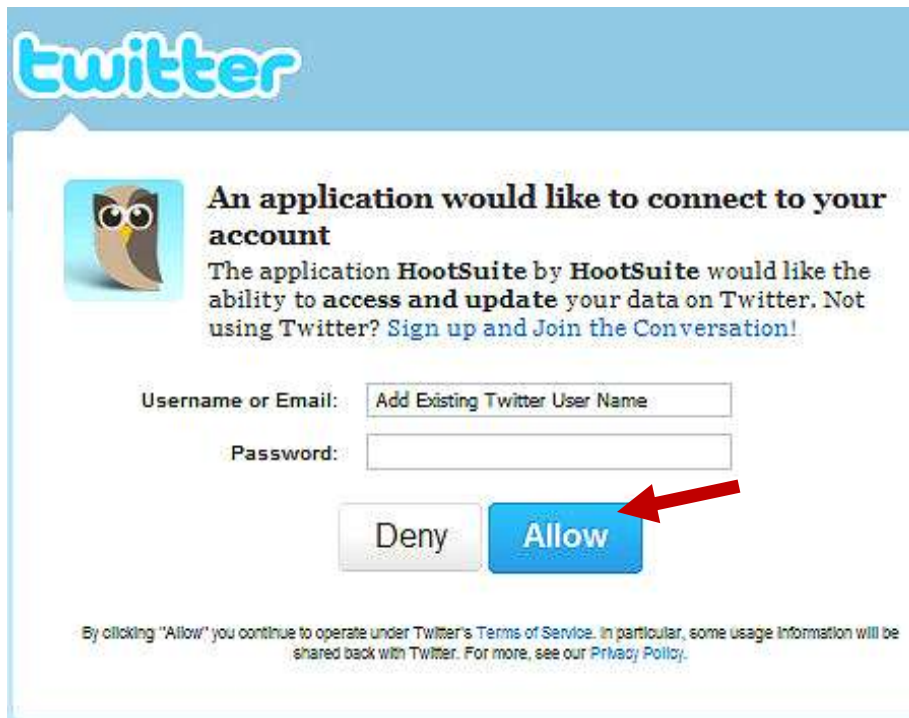 twitter
An application would like to connect to your
account
The application HootSuite by HootSuite would like the
ability to access and update your data on Twitter. Not
using Twitter? Sign up and Join the Conversation!
Username or Email: Add Existing Twitter User Name
Password:
Deny Allow
By clicking "Allow" you continue to operate under Twitter's Terms of Service. In particular, some usage information will be
shared back with Twitter. For more, see our Privacy Policy.